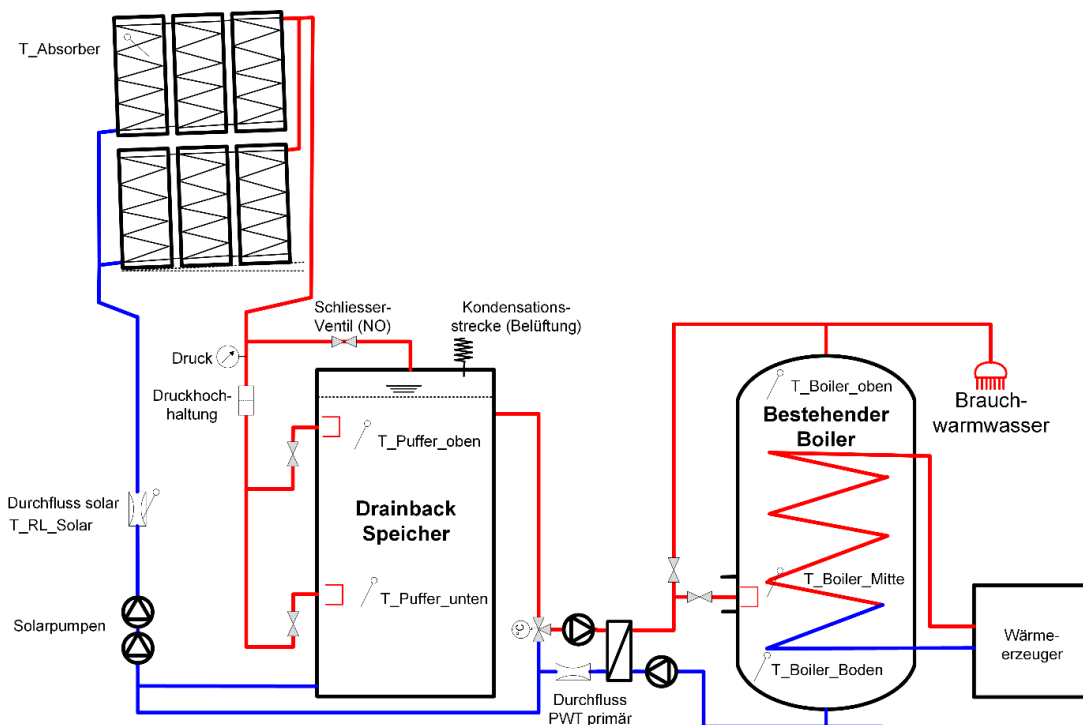 T_Absorber
Schliesser-
Ventil (NO)
Kondensations-
strecke (Belüftung)
Druck
Druckhoch-
haltung
T_Puffer_oben
T_Boiler_oben
Bestehender
Boiler
Brauch-
warmwasser
Durchfluss solar
T_RL_Solar
Drainback
Speicher
T_Puffer_unten
T_Boiler_Mitte
Solarpumpen
°C
Wärme-
erzeuger
T_Boiler_Boden
Durchfluss
PWT primär